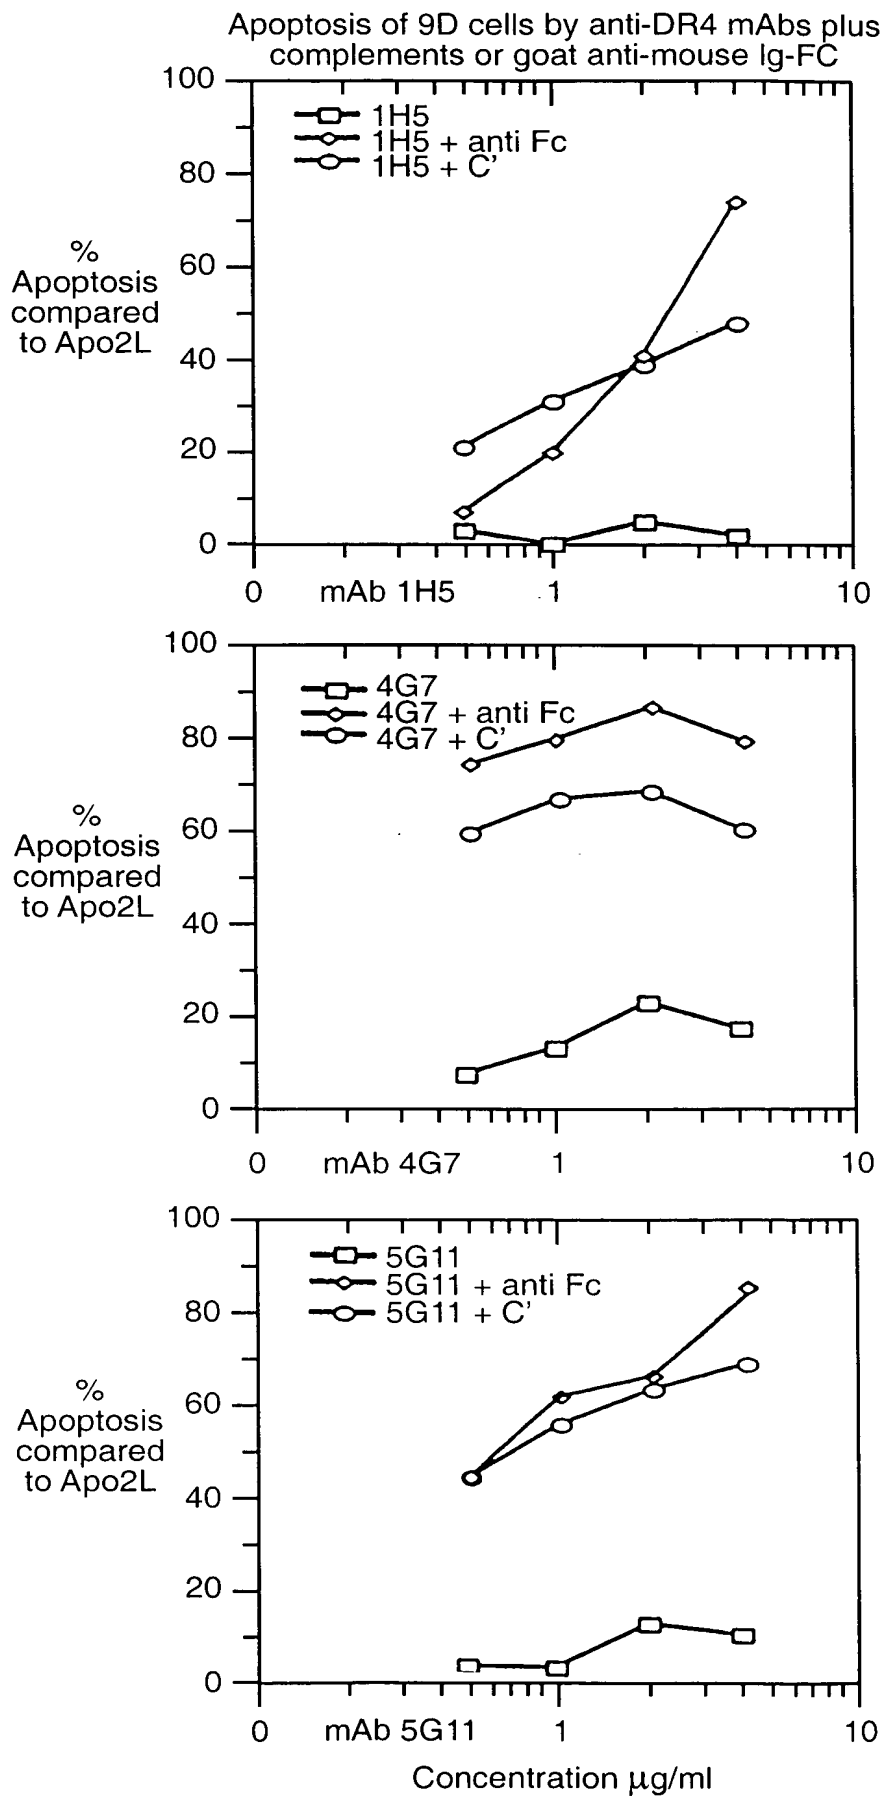 Apoptosis of 9D cells by anti-DR4 mAbs plus
complements or goat anti-mouse Ig-FC
100
80
60
40
20
0
%
Apoptosis
compared
to Apo2L
1H5
1H5 + anti Fc
1H5 + C'
0 mAb 1H5 1 10
100
80
60
40
20
0
%
Apoptosis
compared
to Apo2L
4G7
4G7 + anti Fc
4G7 + C'
0 mAb 4G7 1 10
100
80
60
40
20
0
%
Apoptosis
compared
to Apo2L
5G11
5G11 + anti Fc
5G11 + C'
0 mAb 5G11 1 10
Concentration μg/ml